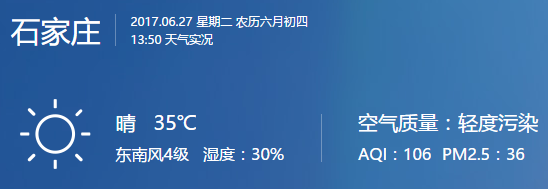 石家庄
2017.06.27 星期二 农历六月初四
13:50 天气实况
晴 35℃
东南风4级 湿度：30%
空气质量：轻度污染
AQI：106 PM2.5：36